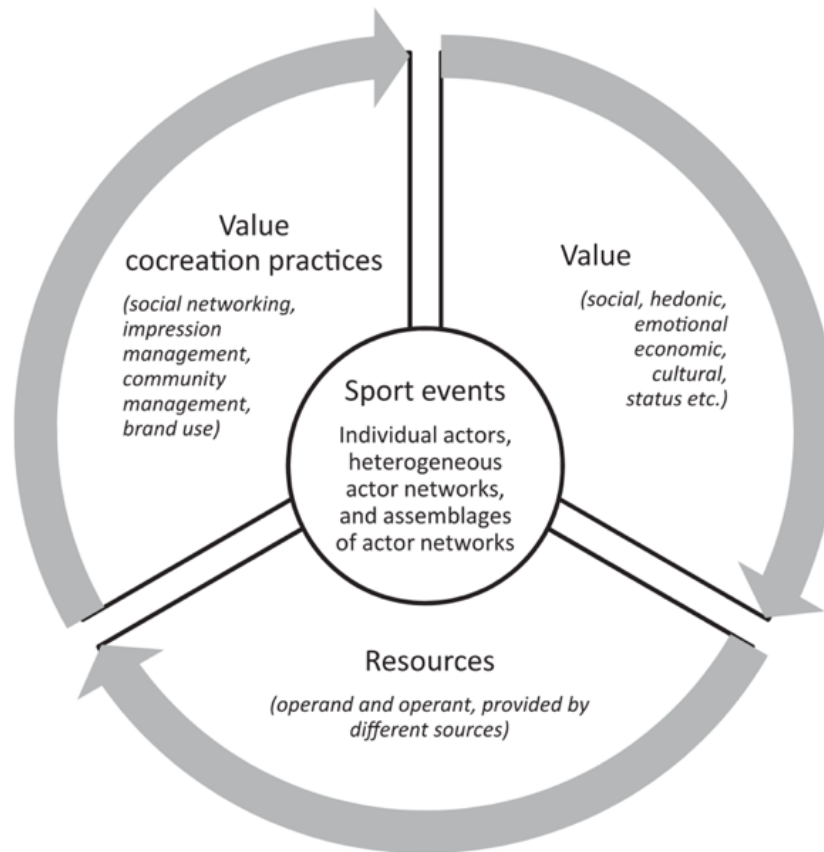 Value
cocreation practices
(social networking,
impression
management,
community
management,
brand use)
Value
(social, hedonic,
emotional
economic,
cultural,
status etc.)
Sport events
Individual actors,
heterogeneous
actor networks,
and assemblages
of actor networks
Resources
(operand and operant, provided by
different sources)